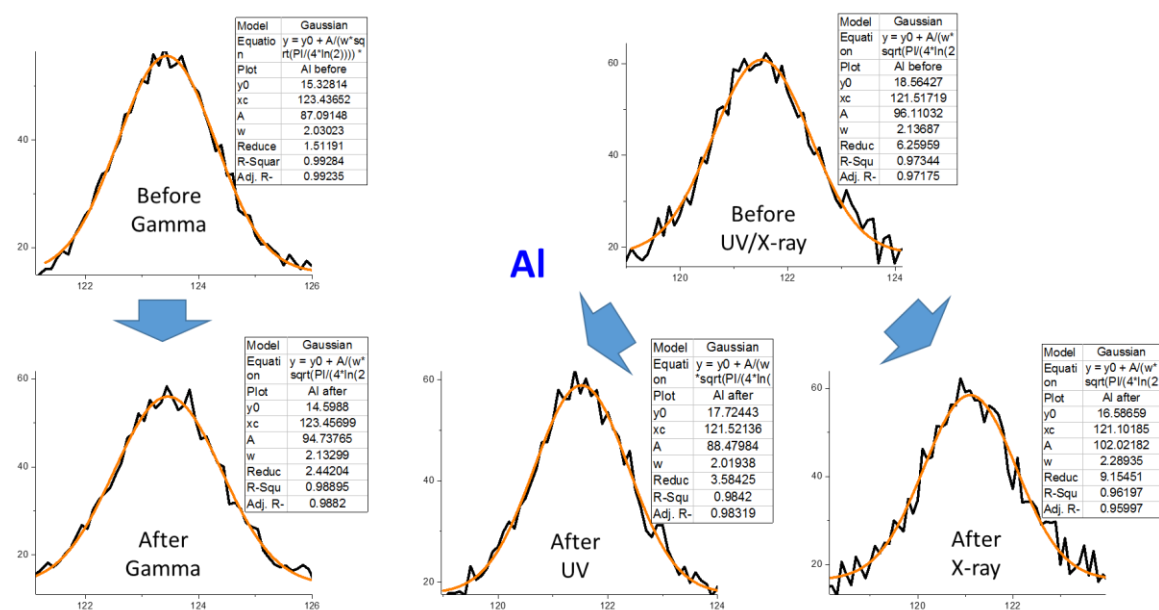 Model Gaussian
Equatio y = y0 + A/(w*sq
n rt(PI/(4*ln(2)))) *
Plot Al before
y0 15.32814
xc 123.43652
A 87.09148
w 2.03023
Reduce 1.51191
R-Squar 0.99284
Adj. R- 0.99235
40
20
122 124 126
Before
Gamma
Model Gaussian
Equati y = y0 + A/(w*
on sqrt(PI/(4*ln(2
Plot Al before
y0 18.56427
xc 121.51719
A 96.11032
w 2.13687
Reduc 6.25959
R-Squ 0.97344
Adj. R- 0.97175
60
40
20
120 122 124
Before
UV/X-ray
Al
Model Gaussian
Equati y = y0 + A/(w*
on sqrt(PI/(4*ln(2
Plot Al after
y0 14.5988
xc 123.45699
A 94.73765
w 2.13299
Reduc 2.44204
R-Squ 0.98895
Adj. R- 0.9882
60
40
20
122 124 126
After
Gamma
Model Gaussian
Equati y = y0 + A/(w
on *sqrt(PI/(4*ln(
Plot Al after
y0 17.72443
xc 121.52136
A 88.47984
w 2.01938
Reduc 3.58425
R-Squ 0.9842
Adj. R- 0.98319
60
40
20
120 122 124
After
UV
Model Gaussian
Equati y = y0 + A/(w*
on sqrt(PI/(4*ln(2
Plot Al after
y0 16.58659
xc 121.10185
A 102.02182
w 2.28935
Reduc 9.15451
R-Squ 0.96197
Adj. R- 0.95997
60
40
20
120 122
After
X-ray